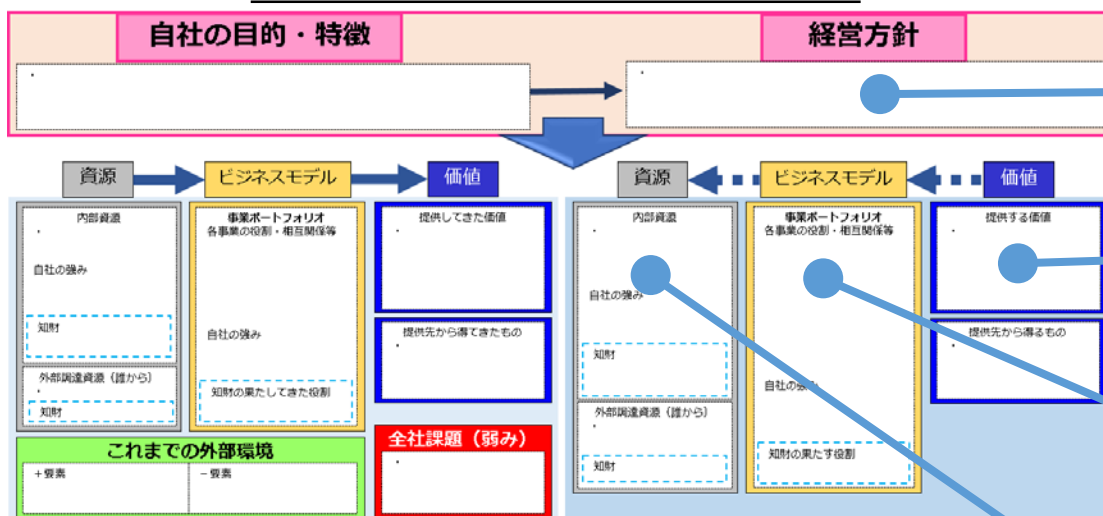 自社の目的・特徴
経営方針
・
・
資源
ビジネスモデル
価値
内部資源
・
自社の強み
知財
外部調達資源（誰から）
・
知財
事業ポートフォリオ
各事業の役割・相互関係等
自社の強み
知財の果たしてきた役割
提供してきた価値
・
提供先から得てきたもの
・
これまでの外部環境
＋要素
－要素
全社課題（弱み）
・
資源
ビジネスモデル
価値
内部資源
・
自社の強み
知財
外部調達資源（誰から）
・
知財
事業ポートフォリオ
各事業の役割・相互関係等
自社の強み
知財の果たす役割
提供する価値
・
提供先から得るもの
・